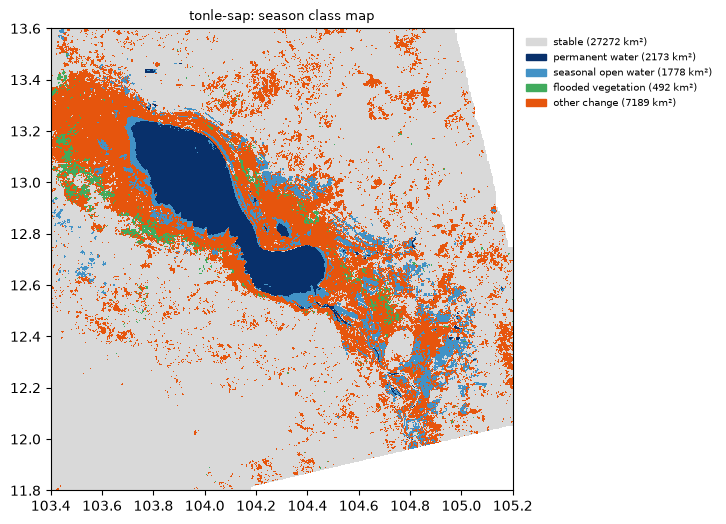 tonle-sap: season class map
stable (27272 km²)
permanent water (2173 km²)
seasonal open water (1778 km²)
flooded vegetation (492 km²)
other change (7189 km²)
13.6
13.4
13.2
13.0
12.8
12.6
12.4
12.2
12.0
11.8
103.4 103.6 103.8 104.0 104.2 104.4 104.6 104.8 105.0 105.2